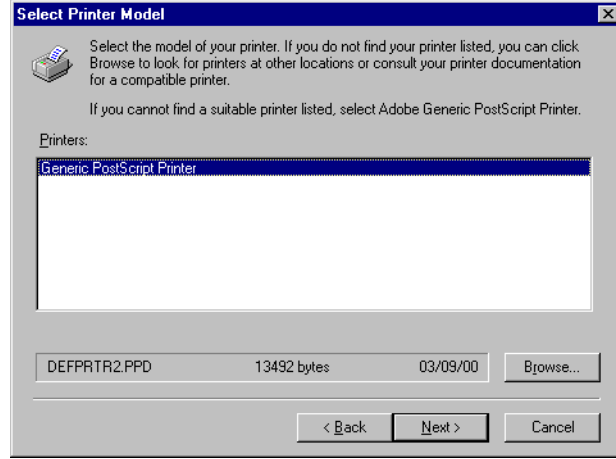 Select Printer Model
Select the model of your printer. If you do not find your printer listed, you can click
Browse to look for printers at other locations or consult your printer documentation
for a compatible printer.
If you cannot find a suitable printer listed, select Adobe Generic PostScript Printer.
Printers:
Generic PostScript Printer
DEFPRTR2.PPD 13492 bytes 03/09/00 Browse...
< Back Next > Cancel